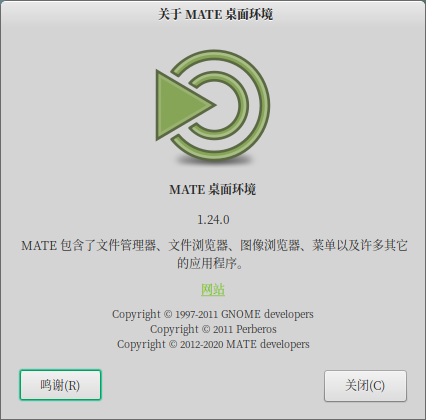 关于 MATE 桌面环境
MATE 桌面环境
1.24.0
MATE 包含了文件管理器、文件浏览器、图像浏览器、菜单以及许多其它
的应用程序。
网站
Copyright © 1997-2011 GNOME developers
Copyright © 2011 Perberos
Copyright © 2012-2020 MATE developers
鸣谢(R)
关闭(C)